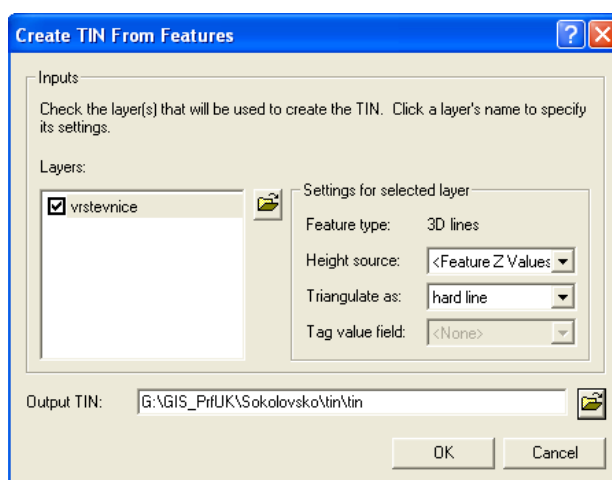 Create TIN From Features
Inputs
Check the layer(s) that will be used to create the TIN. Click a layer's name to specify
its settings.
Layers:
vrstevnice
Settings for selected layer
Feature type: 3D lines
Height source: <Feature Z Values
Triangulate as: hard line
Tag value field: <None>
Output TIN: G:\GIS_PrfUK\Sokolovsko\tin\tin
OK Cancel